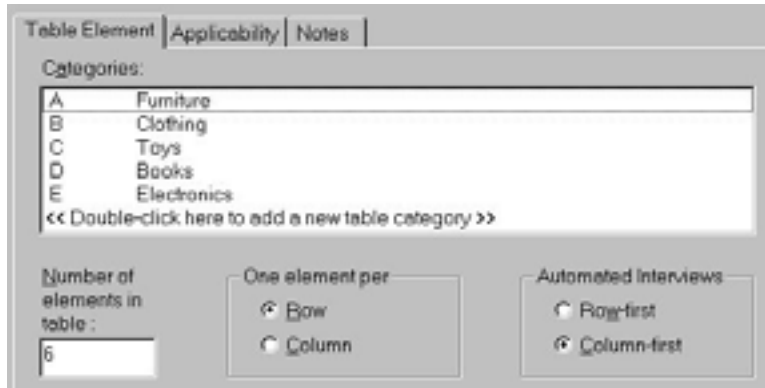 Table Element Applicability Notes
Categories:
A Furniture
B Clothing
C Toys
D Books
E Electronics
<< Double-click here to add a new table category >>
Number of elements in table :
6
One element per
Row
Column
Automated Interviews
Row-first
Column-first